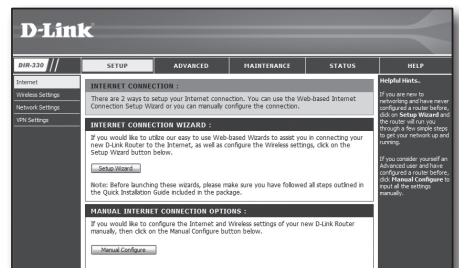 D-Link
DIR-330
SETUP
ADVANCED
MAINTENANCE
STATUS
HELP
Internet
Wireless Settings
Network Settings
VPN Settings
INTERNET CONNECTION :
There are 2 ways to setup your Internet connection. You can use the Web-based Internet
Connection Setup Wizard or you can manually configure the connection.
INTERNET CONNECTION WIZARD :
If you would like to utilize our easy to use Web-based Wizards to assist you in connecting your
new D-Link Router to the Internet, as well as configure the Wireless settings, click on the
Setup Wizard button below.
Setup Wizard
Note: Before launching these wizards, please make sure you have followed all steps outlined in
the Quick Installation Guide included in the package.
MANUAL INTERNET CONNECTION OPTIONS :
If you would like to configure the Internet and Wireless settings of your new D-Link Router
manually, then click on the Manual Configure button below.
Manual Configure
Helpful Hints..
If you are new to
networking and have never
configured a router before,
click on Setup Wizard and
the router will run you
through a few simple steps
to get your network up and
running.
If you consider yourself an
Advanced user and have
configured a router before,
click Manual Configure to
input all the settings
manually.